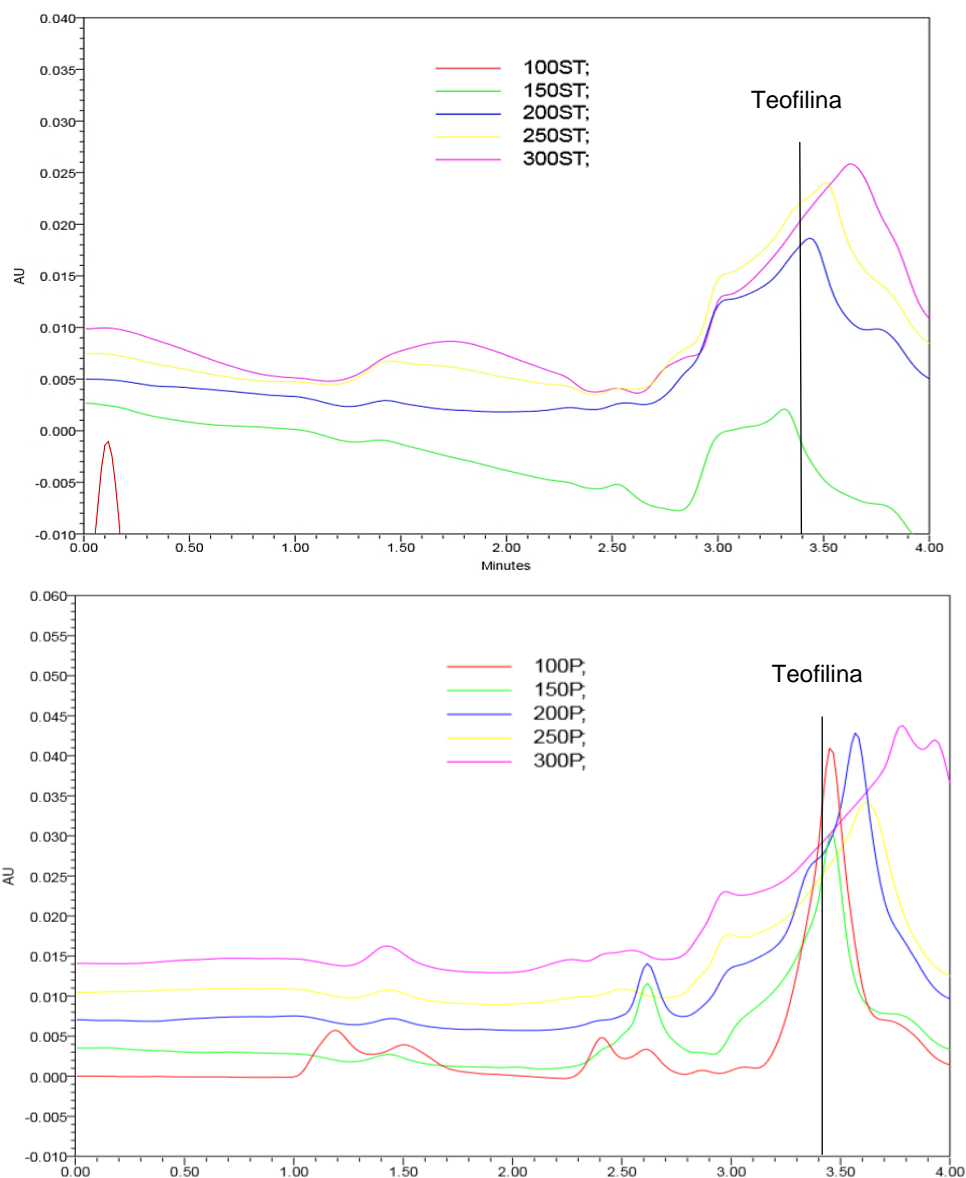 0.040
0.035
0.030
0.025
0.020
0.015
0.010
0.005
0.000
-0.005
-0.010
AU
100ST;
150ST;
200ST;
250ST;
300ST;
Teofilina
0.00 0.50 1.00 1.50 2.00 2.50 3.00 3.50 4.00
Minutes
0.060
0.055
0.050
0.045
0.040
0.035
0.030
0.025
0.020
0.015
0.010
0.005
0.000
-0.005
-0.010
AU
100P;
150P;
200P;
250P;
300P;
Teofilina
0.00 0.50 1.00 1.50 2.00 2.50 3.00 3.50 4.00